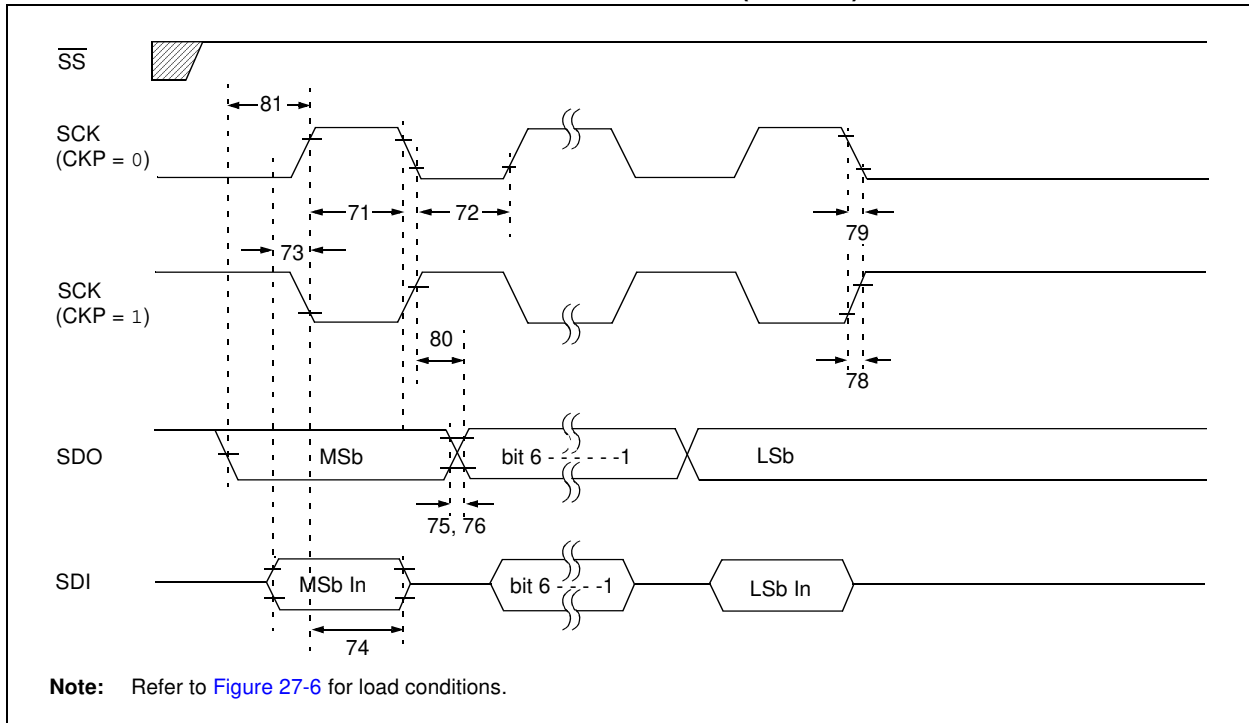 SS
81
SCK
(CKP = 0)
71
72
79
73
SCK
(CKP = 1)
80
78
SDO
MSb
bit 6 - - - - - - -1
LSb
75, 76
SDI
MSb In
bit 6 - - - - -1
LSb In
74
Note: Refer to Figure 27-6 for load conditions.